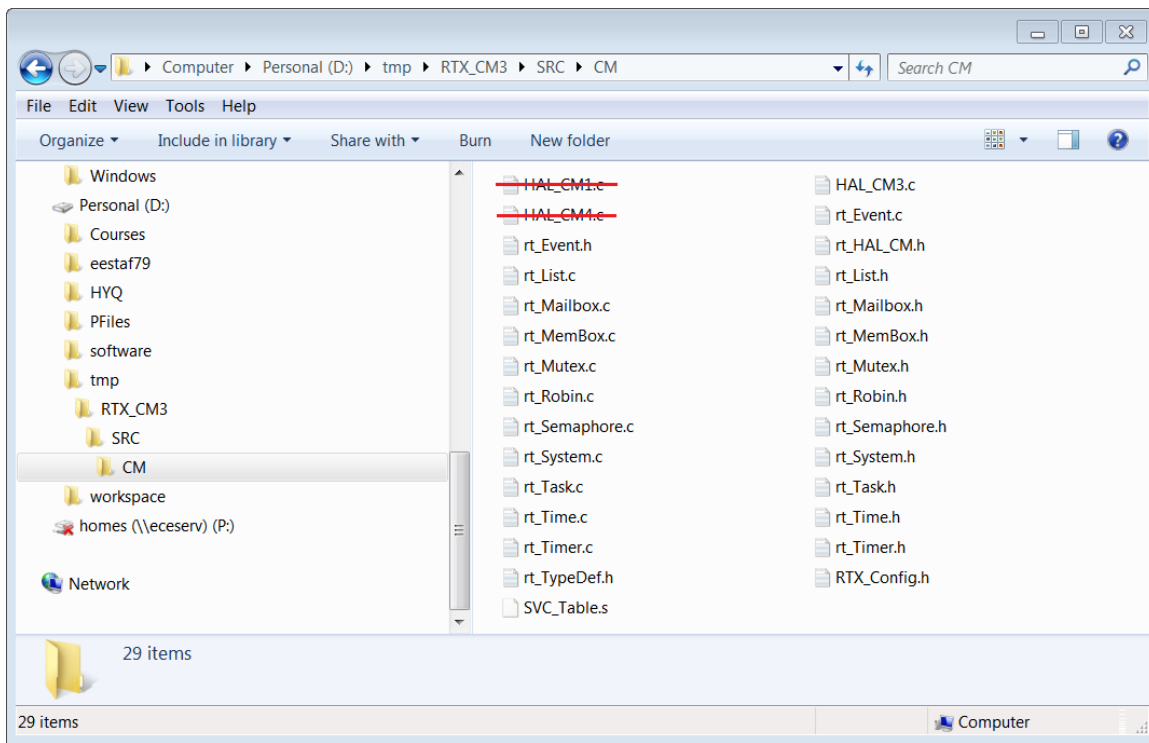 Computer Personal (D:) tmp RTX_CM3 SRC CM
Search CM
File Edit View Tools Help
Organize Include in library Share with Burn New folder
Windows
Personal (D:)
Courses
eestaf79
HYQ
PFiles
software
tmp
RTX_CM3
SRC
CM
workspace
homes (\\eceserv) (P:)
Network
HAL_CM1.c HAL_CM3.c
HAL_CM4.c rt_Event.c
rt_Event.h rt_HAL_CM.h
rt_List.c rt_List.h
rt_Mailbox.c rt_Mailbox.h
rt_MemBox.c rt_MemBox.h
rt_Mutex.c rt_Mutex.h
rt_Robin.c rt_Robin.h
rt_Semaphore.c rt_Semaphore.h
rt_System.c rt_System.h
rt_Task.c rt_Task.h
rt_Time.c rt_Time.h
rt_Timer.c rt_Timer.h
rt_TypeDef.h RTX_Config.h
SVC_Table.s
29 items
29 items Computer